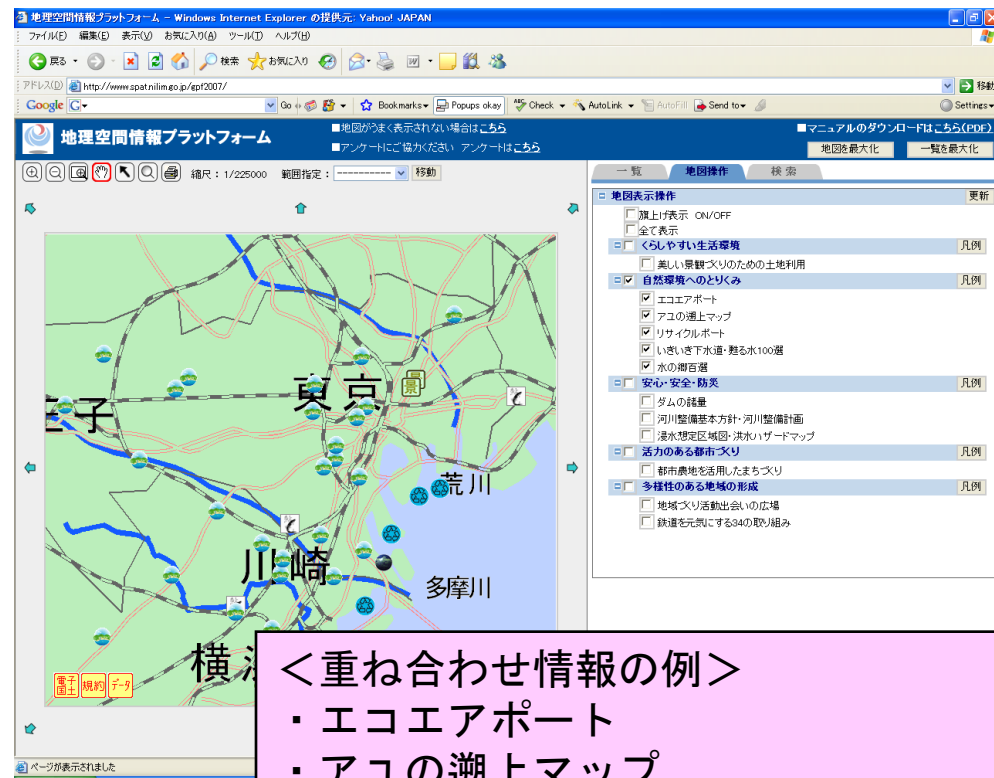 地理空間情報プラットフォーム - Windows Internet Explorer の提供元: Yahoo! JAPAN
ファイル(F) 編集(E) 表示(V) お気に入り(A) ツール(T) ヘルプ(H)
戻る 検索 お気に入り
アドレス(D) http://www.spat.nilim.go.jp/gpf2007/ 移動
Google G Go Bookmarks Popups okay ABC Check AutoLink AutoFill Send to Settings
地理空間情報プラットフォーム
■地図がうまく表示されない場合はこちら
■アンケートにご協力ください アンケートはこちら
■マニュアルのダウンロードはこちら(PDF)
地図を最大化 一覧を最大化
縮尺：1/225000 範囲指定： ---------- 移動
一覧 地図操作 検索
地図表示操作 更新
旗上げ表示 ON/OFF
全て表示
くらしやすい生活環境 凡例
美しい景観づくりのための土地利用
自然環境へのとりくみ 凡例
エコエアポート
アユの遡上マップ
リサイクルポート
いきいき下水道・甦る水100選
水の郷百選
安心・安全・防災 凡例
ダムの諸量
河川整備基本方針・河川整備計画
浸水想定区域図・洪水ハザードマップ
活力のある都市づくり 凡例
都市農地を活用したまちづくり
多様性のある地域の形成 凡例
地域づくり活動出会いの広場
鉄道を元気にする34の取り組み
東京
景
王子
荒川
川崎
多摩川
横浜
電子国土 規約 データ
＜重ね合わせ情報の例＞
・エコエアポート
・アユの遡上マップ
ページが表示されました